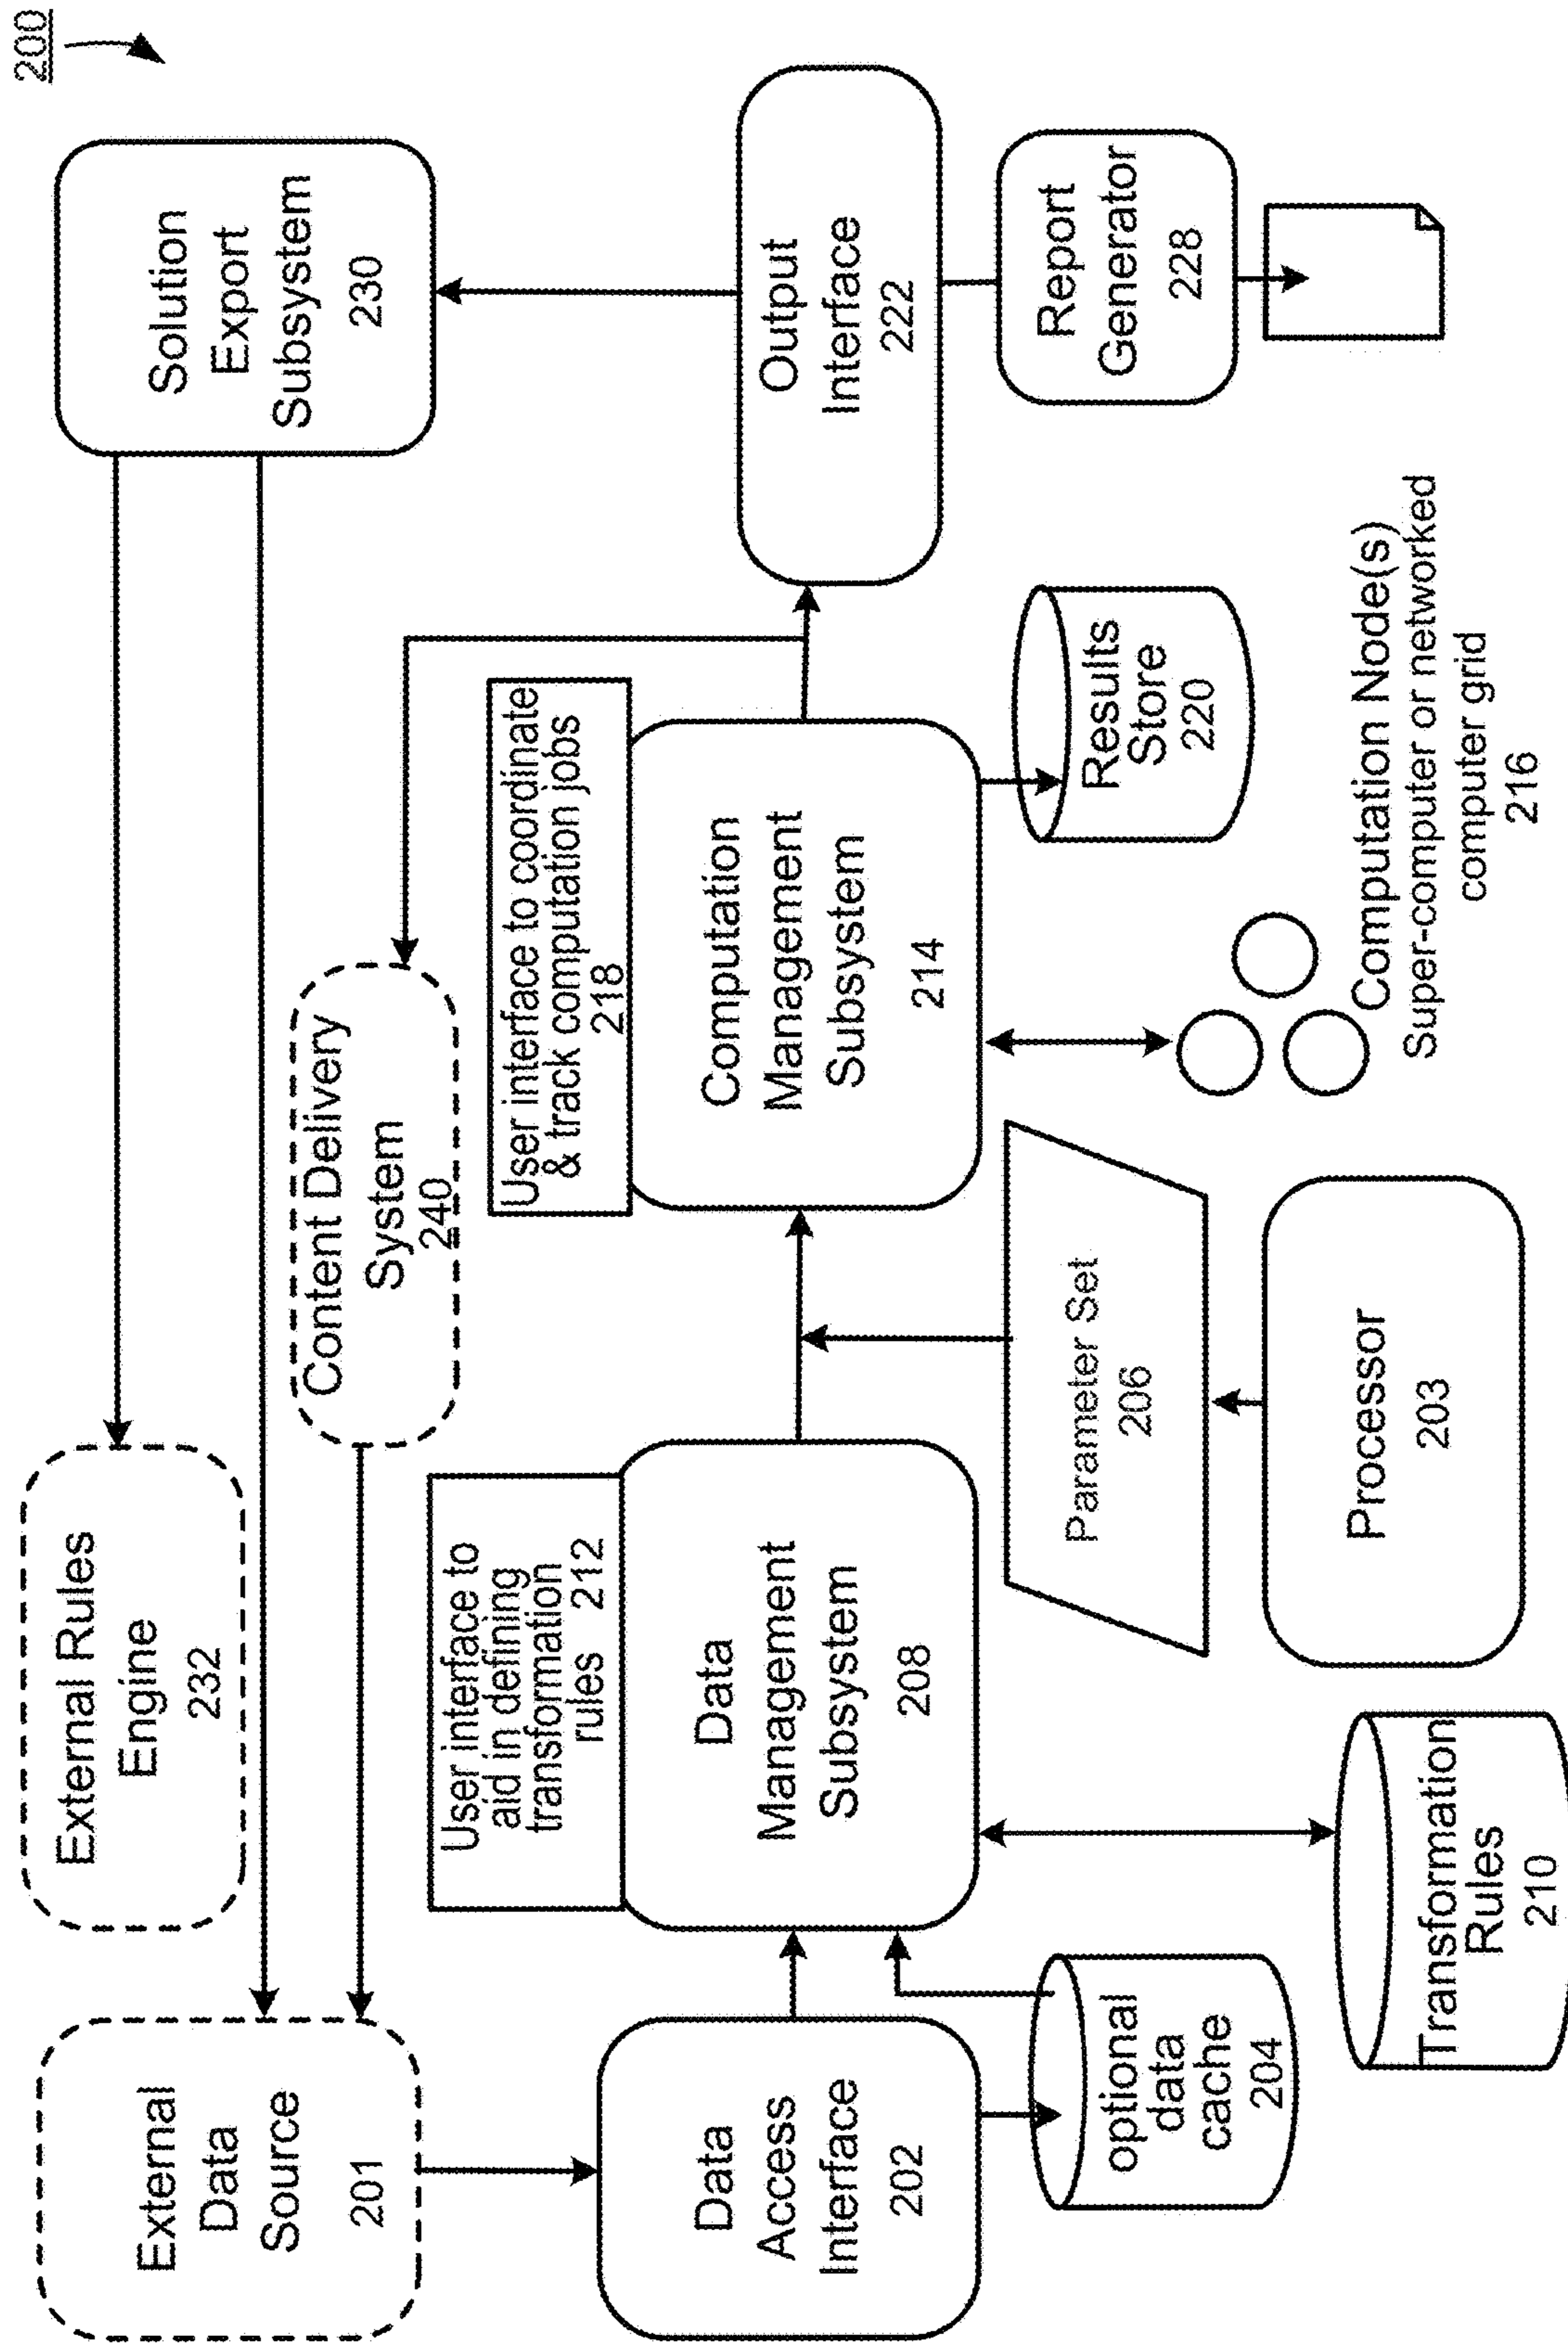 200
External Rules
Engine
232
Solution
Export
Subsystem
230
External
Data
Source
201
Content Delivery
System
240
User interface to
aid in defining
transformation
rules 212
User interface to coordinate
& track computation jobs
218
Data
Access
Interface
202
Data
Management
Subsystem
208
Computation
Management
Subsystem
214
Output
Interface
222
optional
data
cache
204
Parameter Set
206
Results
Store
220
Report
Generator
228
Transformation
Rules
210
Processor
203
Computation Node(s)
Super-computer or networked
computer grid
216